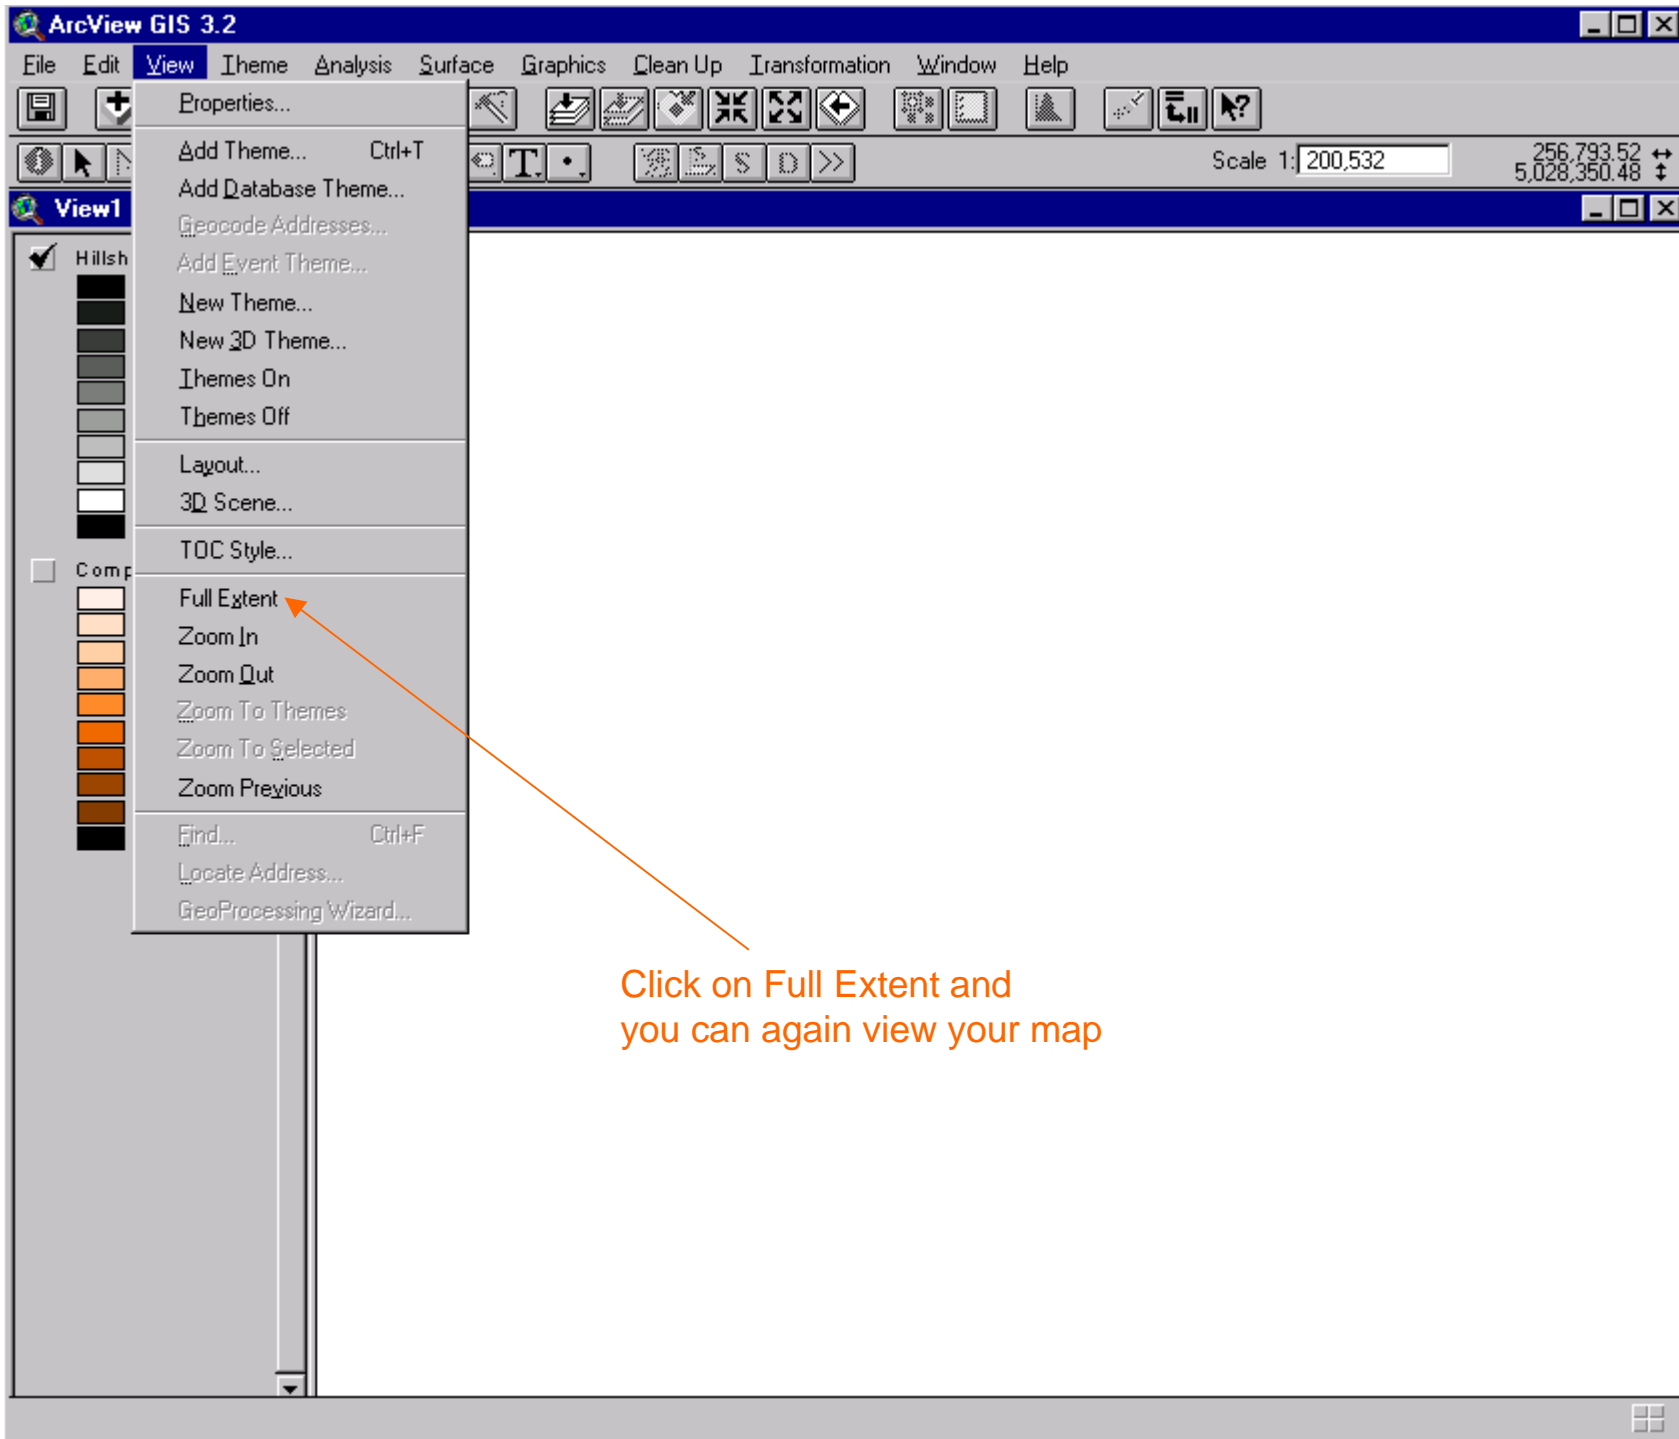 ArcView GIS 3.2
File Edit View Theme Analysis Surface Graphics Clean Up Transformation Window Help
T
S D >>
Scale 1: 200,532
256,793.52
5,028,350.48
View1
Properties...
Add Theme... Ctrl+T
Add Database Theme...
Geocode Addresses...
Add Event Theme...
New Theme...
New 3D Theme...
Themes On
Themes Off
Layout...
3D Scene...
TOC Style...
Full Extent
Zoom In
Zoom Out
Zoom To Themes
Zoom To Selected
Zoom Previous
Find... Ctrl+F
Locate Address...
GeoProcessing Wizard...
Hillsh
Comp
Click on Full Extent and
you can again view your map